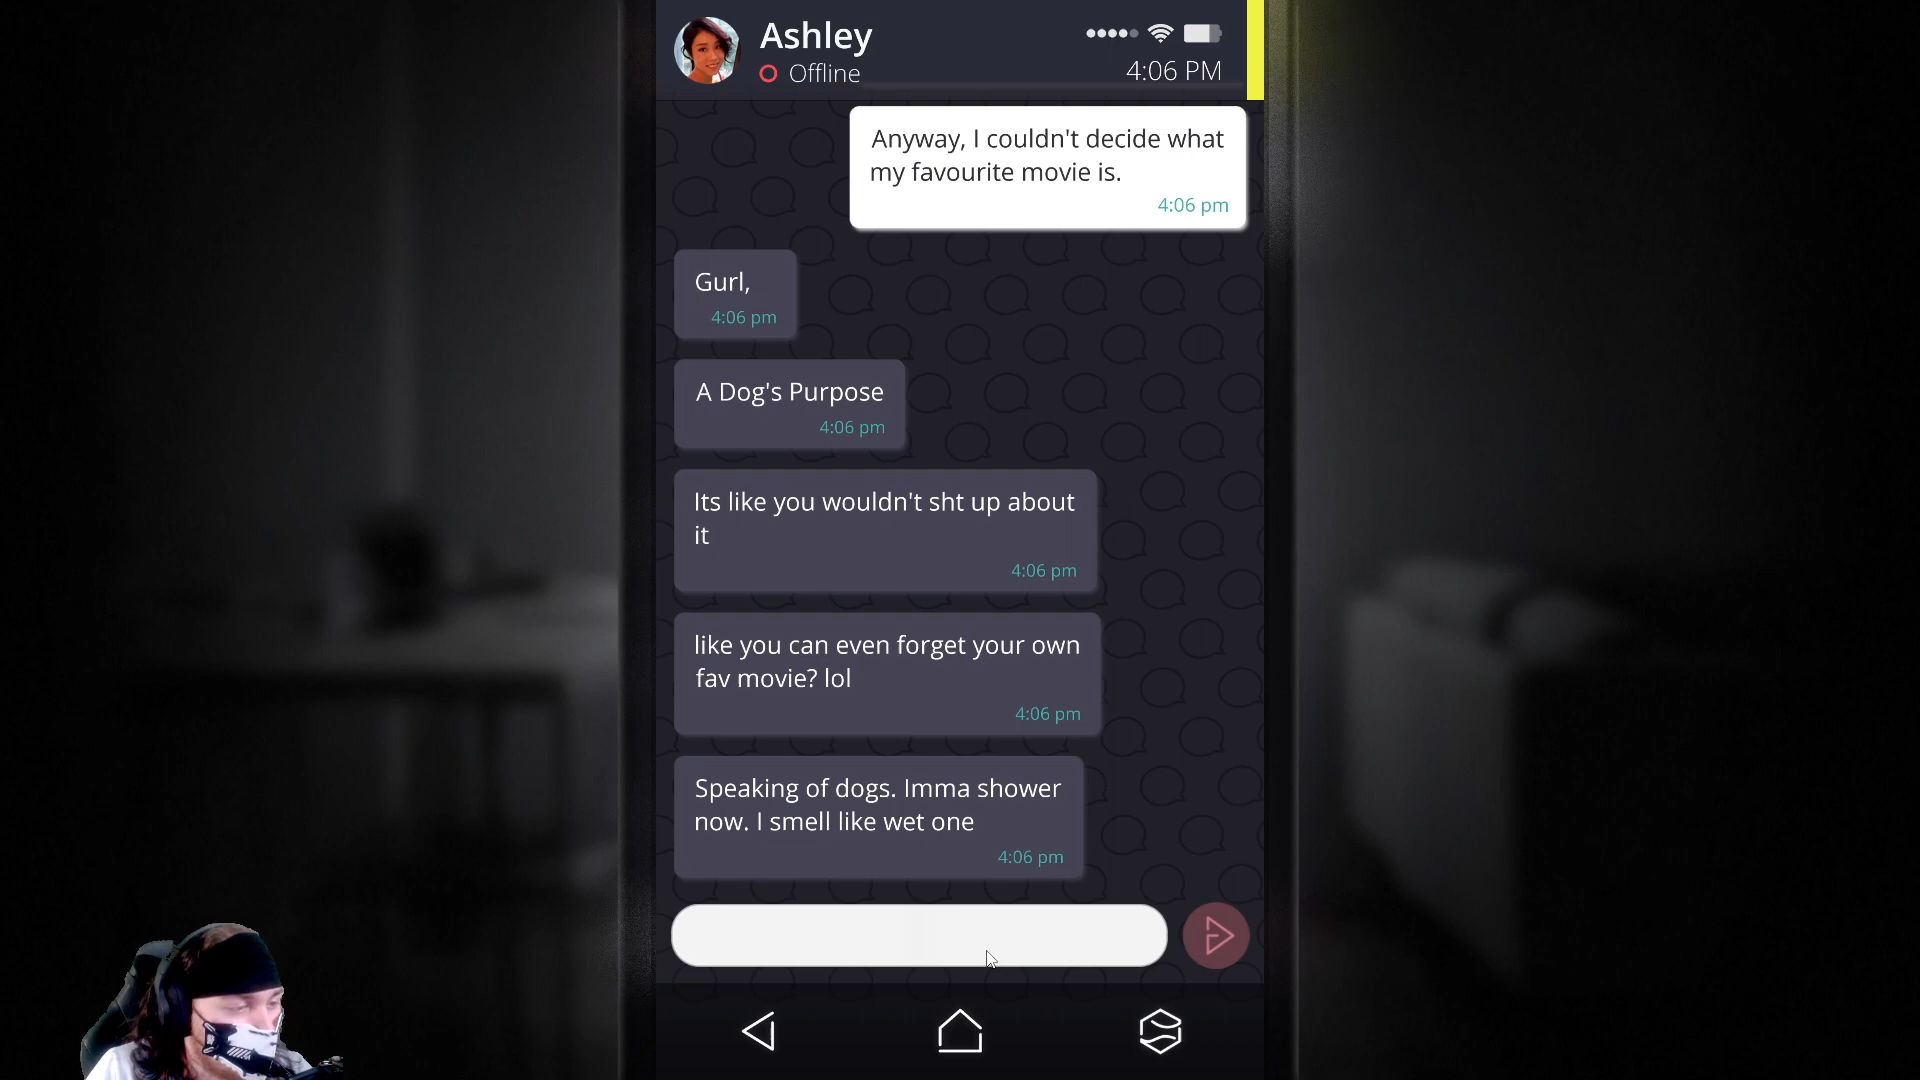 Ashley
Offline
4:06 PM
Anyway, I couldn't decide what
my favourite movie is.
4:06 pm
Gurl,
4:06 pm
A Dog's Purpose
4:06 pm
Its like you wouldn't sht up about
it
4:06 pm
like you can even forget your own
fav movie? lol
4:06 pm
Speaking of dogs. Imma shower
now. I smell like wet one
4:06 pm